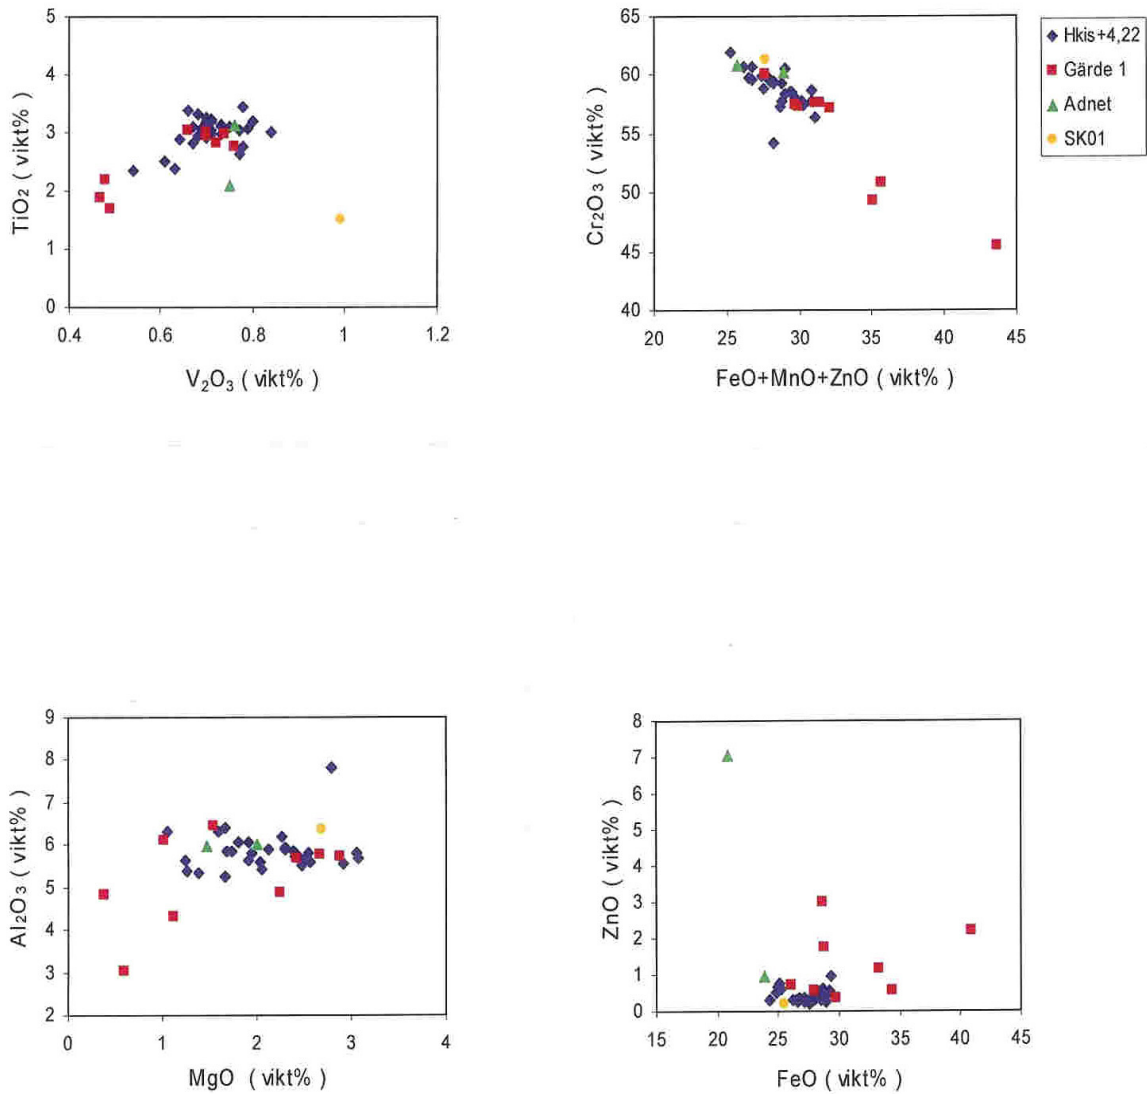 5
4
3
2
1
0
0.4 0.6 0.8 1 1.2
TiO₂ ( vikt% )
V₂O₃ ( vikt% )
65
60
55
50
45
40
20 25 30 35 40 45
Cr₂O₃ ( vikt% )
FeO+MnO+ZnO ( vikt% )
Hkis+4,22
Gärde 1
Adnet
SK01
9
8
7
6
5
4
3
2
0 1 2 3 4
Al₂O₃ ( vikt% )
MgO ( vikt% )
8
7
6
5
4
3
2
1
0
15 20 25 30 35 40 45
ZnO ( vikt% )
FeO ( vikt% )